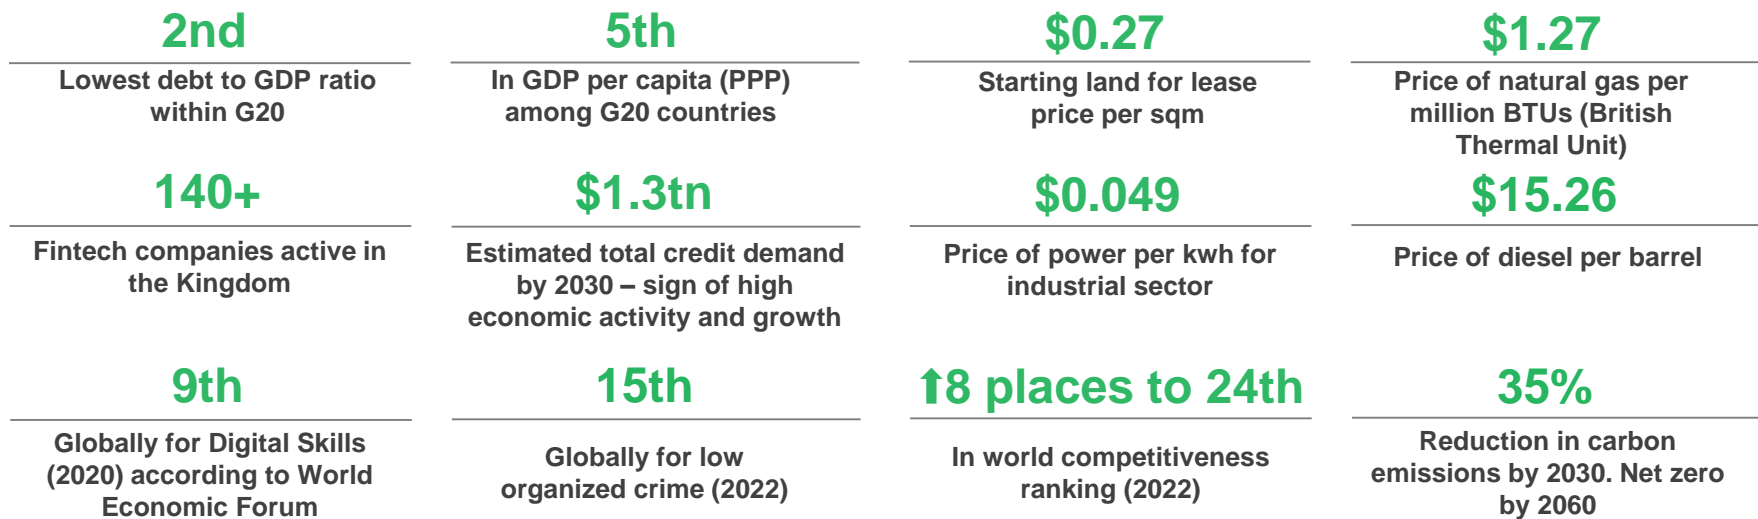 2nd
Lowest debt to GDP ratio
within G20
5th
In GDP per capita (PPP)
among G20 countries
$0.27
Starting land for lease
price per sqm
$1.27
Price of natural gas per
million BTUs (British
Thermal Unit)
140+
Fintech companies active in
the Kingdom
$1.3tn
Estimated total credit demand
by 2030 – sign of high
economic activity and growth
$0.049
Price of power per kwh for
industrial sector
$15.26
Price of diesel per barrel
9th
Globally for Digital Skills
(2020) according to World
Economic Forum
15th
Globally for low
organized crime (2022)
⬆8 places to 24th
In world competitiveness
ranking (2022)
35%
Reduction in carbon
emissions by 2030. Net zero
by 2060